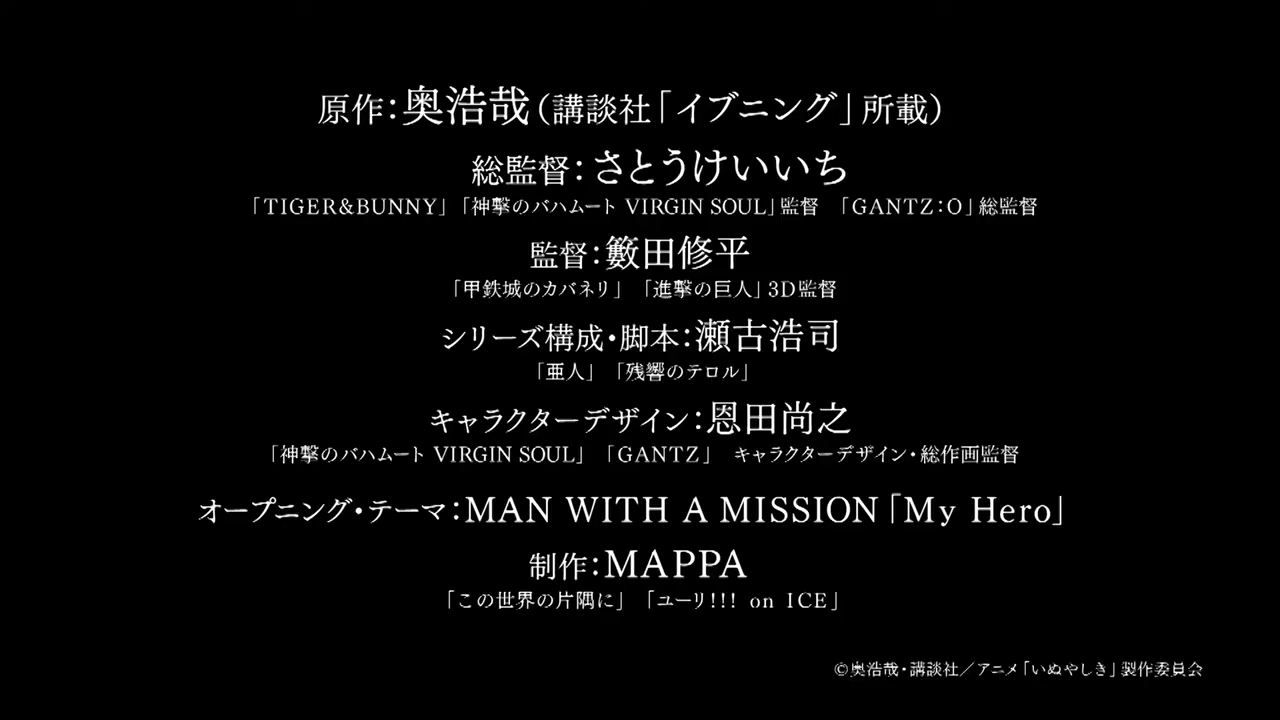 原作：奥浩哉（講談社「イブニング」所載）
総監督：さとうけいいち
「TIGER&BUNNY」「神撃のバハムート VIRGIN SOUL」監督 「GANTZ：O」総監督
監督：籔田修平
「甲鉄城のカバネリ」「進撃の巨人」3D監督
シリーズ構成・脚本：瀬古浩司
「亜人」「残響のテロル」
キャラクターデザイン：恩田尚之
「神撃のバハムート VIRGIN SOUL」「GANTZ」 キャラクターデザイン・総作画監督
オープニング・テーマ：MAN WITH A MISSION「My Hero」
制作：MAPPA
「この世界の片隅に」「ユーリ!!! on ICE」
©奥浩哉・講談社／アニメ「いぬやしき」製作委員会